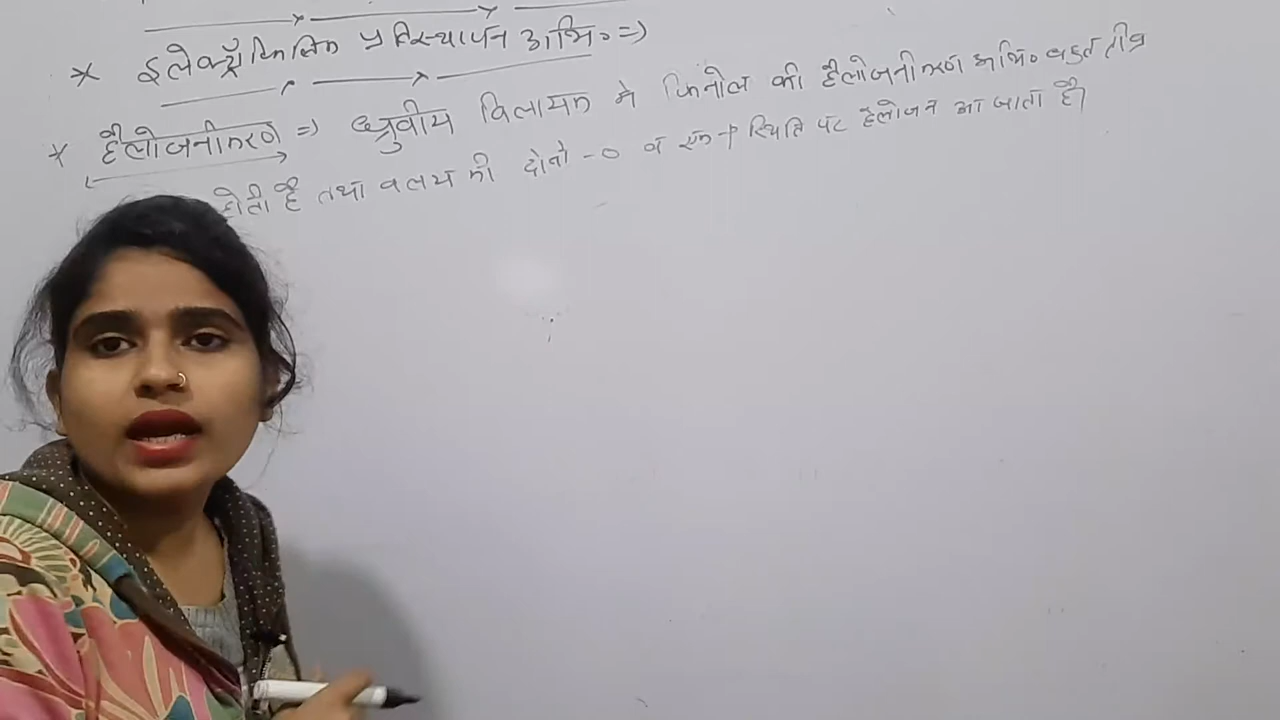 * इलेक्ट्रॉफिलिक प्रतिस्थापन अभि० =>
* हैलोजनीकरण => ध्रुवीय विलायक में फिनोल की हैलोजनीकरण अभि० बहुत तीव्र
होती है तथा वलय की दोनों -o व एक -p स्थिति पर हैलोजन आ जाता है।